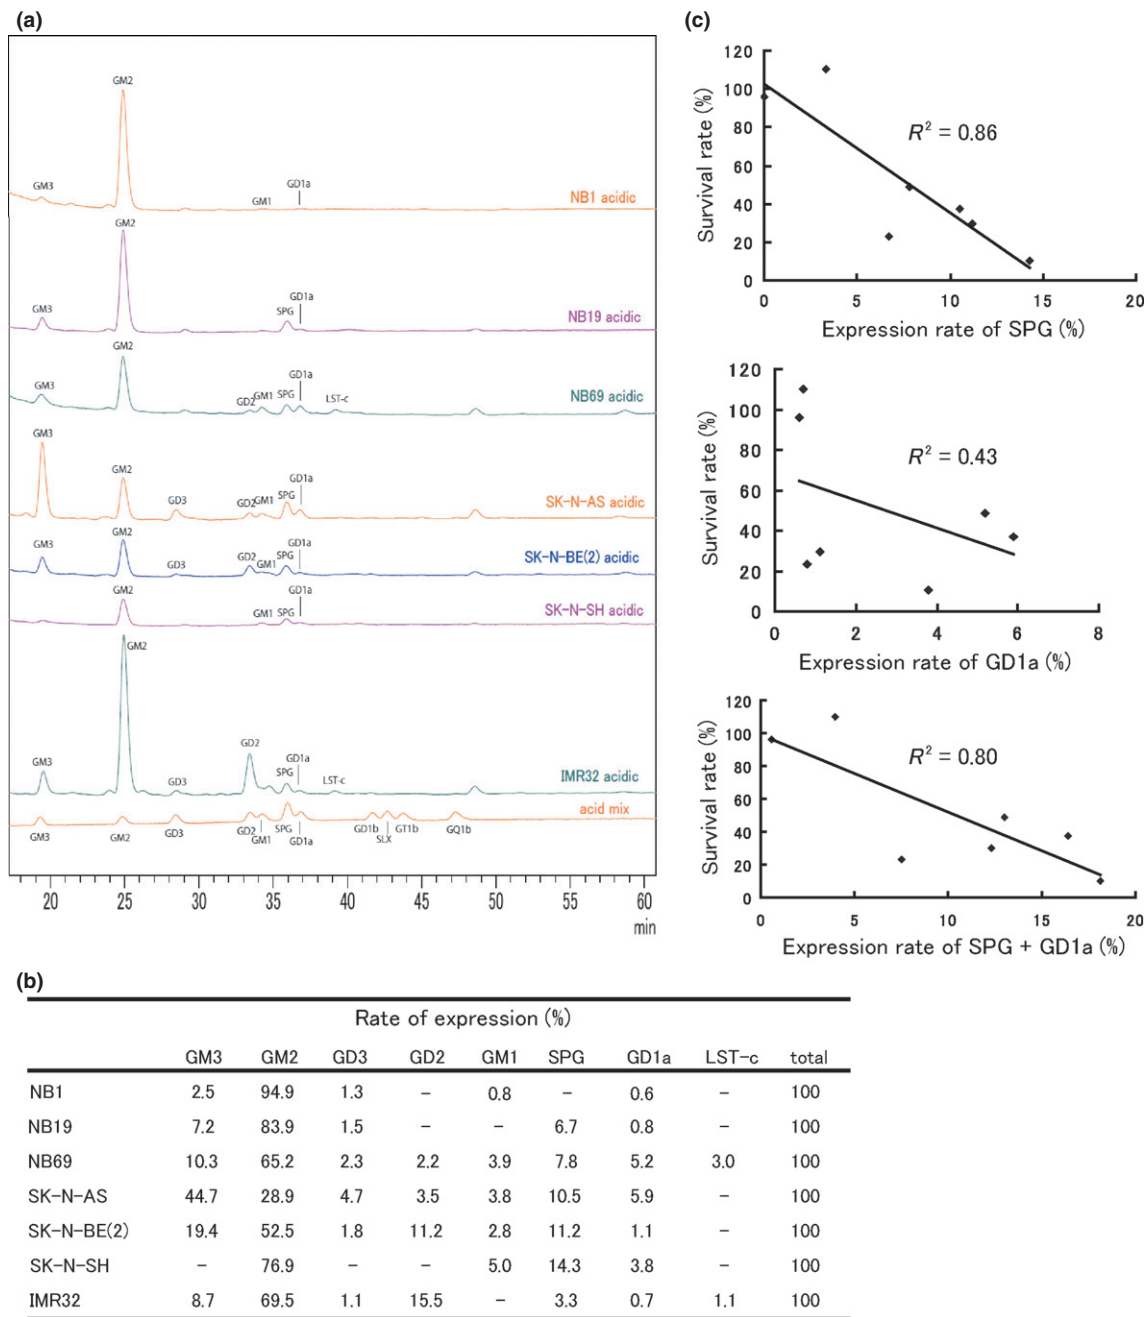 (a)
GM2
GM3
GM1
GD1a
NB1 acidic
GM2
GM3
SPG
GD1a
NB19 acidic
GM2
GM3
GD2
GM1
SPG
GD1a
LST-c
NB69 acidic
GM3
GM2
GD3
GD2
GM1
SPG
GD1a
SK-N-AS acidic
GM2
GM3
GD3
GD2
GM1
SPG
GD1a
SK-N-BE(2) acidic
GM2
GM1
SPG
GD1a
SK-N-SH acidic
GM2
GM3
GD3
GD2
SPG
GD1a
LST-c
IMR32 acidic
acid mix
GM3
GM2
GD3
GD2
GM1
SPG
GD1a
GD1b
SLX
GT1b
GQ1b
20 25 30 35 40 45 50 55 60
min
(c)
120
100
80
60
40
20
0
Survival rate (%)
R² = 0.86
0 5 10 15 20
Expression rate of SPG (%)
120
100
80
60
40
20
0
Survival rate (%)
R² = 0.43
0 2 4 6 8
Expression rate of GD1a (%)
120
100
80
60
40
20
0
Survival rate (%)
R² = 0.80
0 5 10 15 20
Expression rate of SPG + GD1a (%)
(b)
Rate of expression (%)
GM3 GM2 GD3 GD2 GM1 SPG GD1a LST-c total
NB1 2.5 94.9 1.3 – 0.8 – 0.6 – 100
NB19 7.2 83.9 1.5 – – 6.7 0.8 – 100
NB69 10.3 65.2 2.3 2.2 3.9 7.8 5.2 3.0 100
SK-N-AS 44.7 28.9 4.7 3.5 3.8 10.5 5.9 – 100
SK-N-BE(2) 19.4 52.5 1.8 11.2 2.8 11.2 1.1 – 100
SK-N-SH – 76.9 – – 5.0 14.3 3.8 – 100
IMR32 8.7 69.5 1.1 15.5 – 3.3 0.7 1.1 100